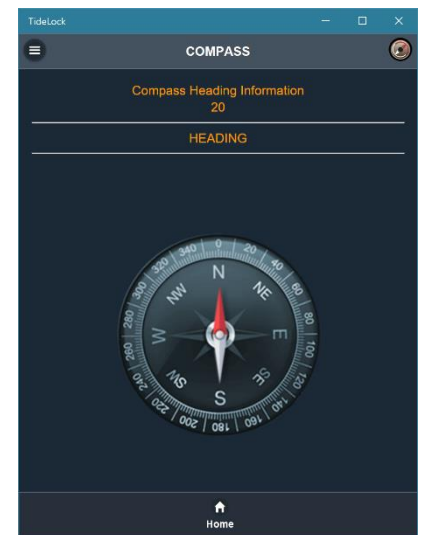 TideLock
COMPASS
Compass Heading Information
20
HEADING
0
20
40
60
80
100
120
140
160
180
200
220
240
260
280
300
320
340
N
NE
E
SE
S
SW
W
NW
Home